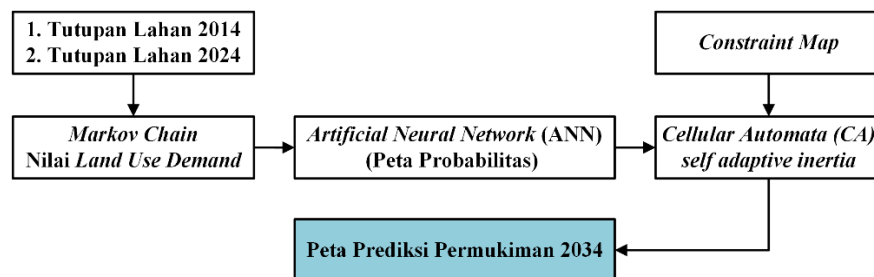 1. Tutupan Lahan 2014
2. Tutupan Lahan 2024
Constraint Map
Markov Chain
Nilai Land Use Demand
Artificial Neural Network (ANN)
(Peta Probabilitas)
Cellular Automata (CA)
self adaptive inertia
Peta Prediksi Permukiman 2034